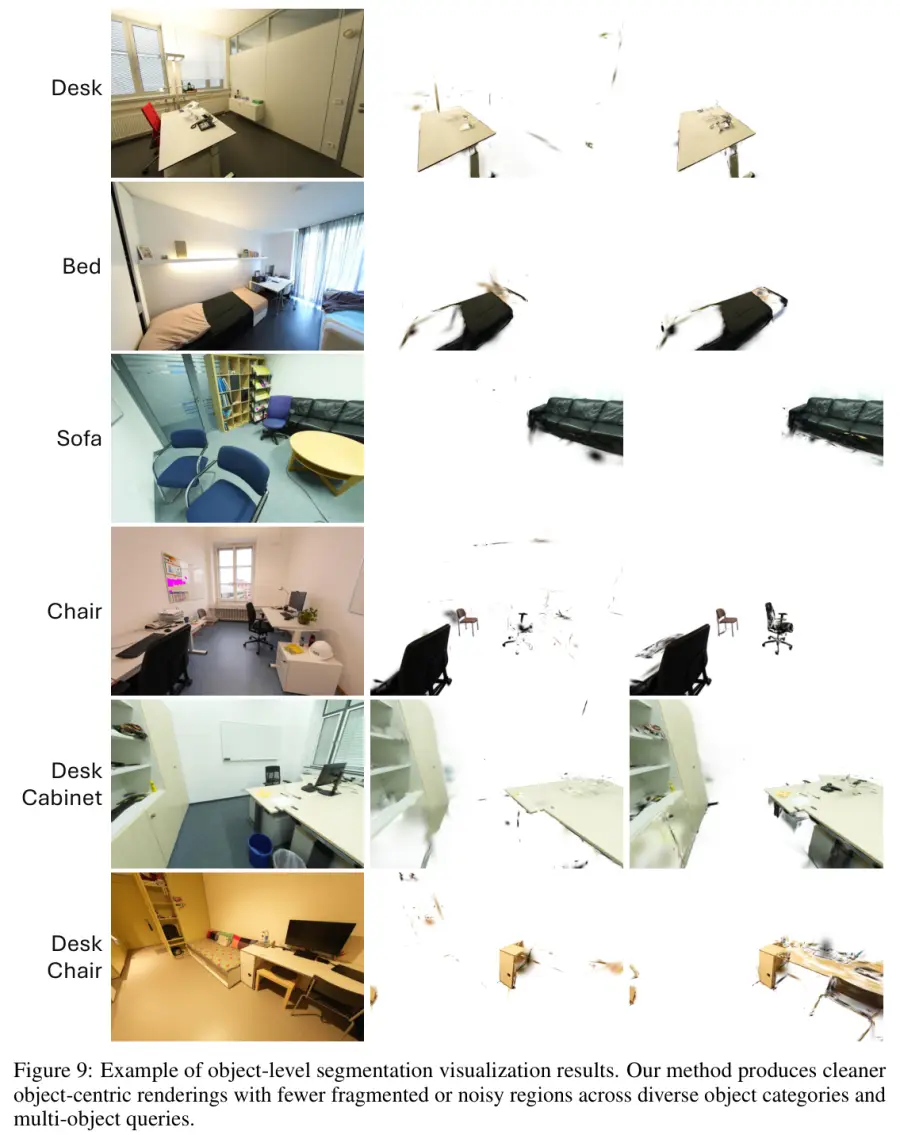 Desk
Bed
Sofa
Chair
Desk
Cabinet
Desk
Chair
Figure 9: Example of object-level segmentation visualization results. Our method produces cleaner
object-centric renderings with fewer fragmented or noisy regions across diverse object categories and
multi-object queries.